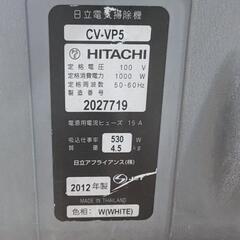 日立電気掃除機
CV-VP5
HITACHI
定格電圧 100 V
定格消費電力 1000 W
定格周波数 50-60Hz
製造番号
2027719
電源用電流ヒューズ 15 A
吸込仕事率 530 W
4.5 kg
日立アプライアンス(株)
2012年製
MADE IN THAILAND
色相: W(WHITE)